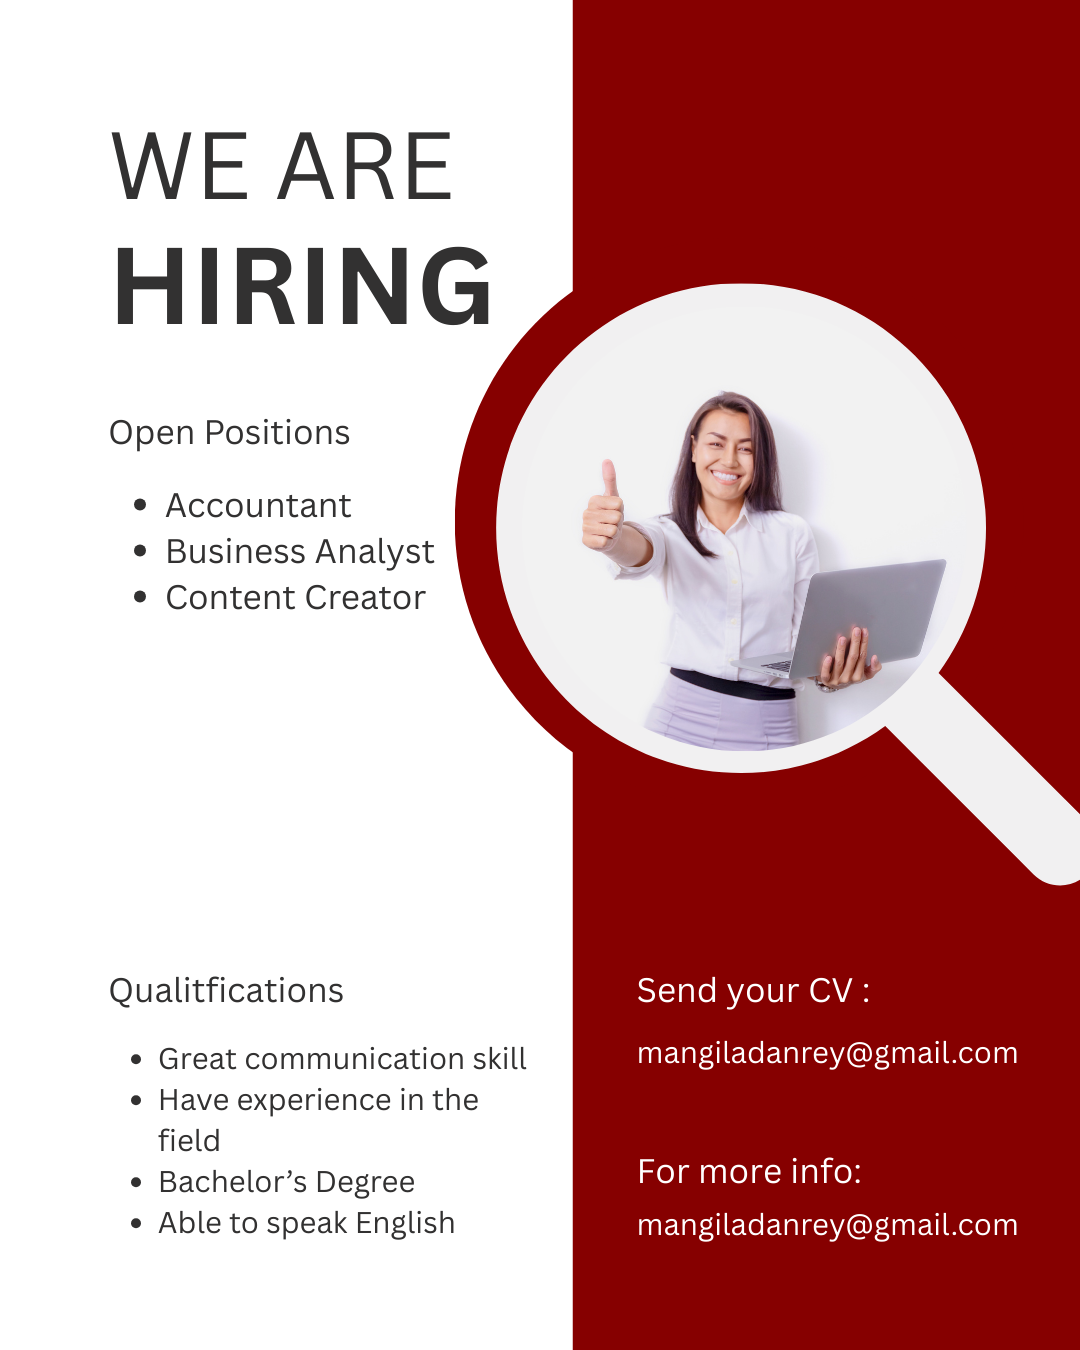 WE ARE
HIRING
Open Positions
• Accountant
• Business Analyst
• Content Creator
Qualitfications
• Great communication skill
• Have experience in the
field
• Bachelor’s Degree
• Able to speak English
Send your CV :
mangiladanrey@gmail.com
For more info:
mangiladanrey@gmail.com